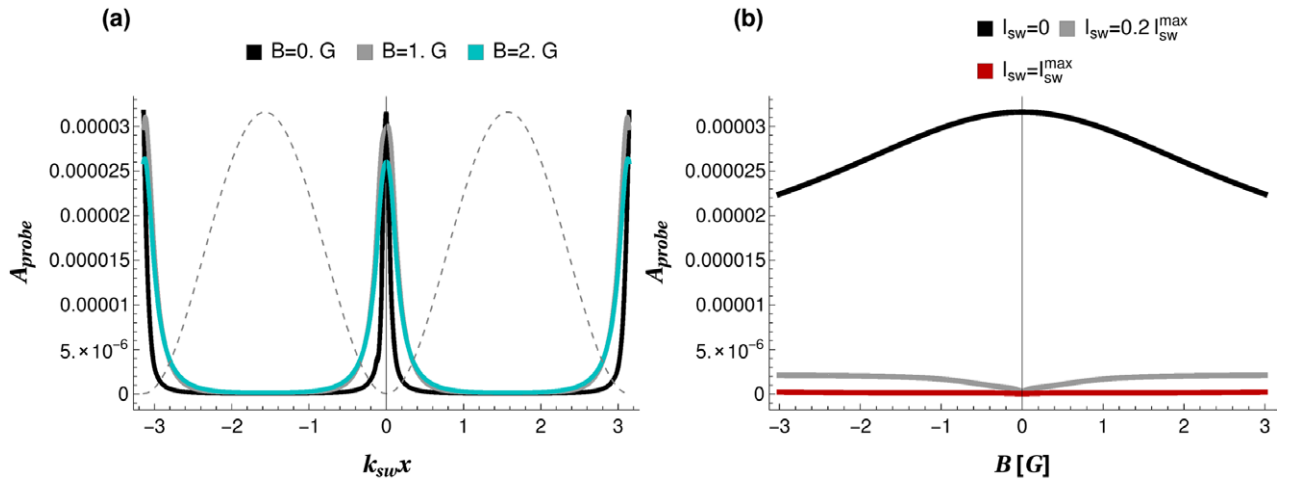 (a)
B=0. G B=1. G B=2. G
A_probe
0.00003
0.000025
0.00002
0.000015
0.00001
5.×10^-6
0
-3 -2 -1 0 1 2 3
k_sw x
(b)
I_sw=0 I_sw=0.2 I_sw^max
I_sw=I_sw^max
A_probe
0.00003
0.000025
0.00002
0.000015
0.00001
5.×10^-6
0
-3 -2 -1 0 1 2 3
B [G]